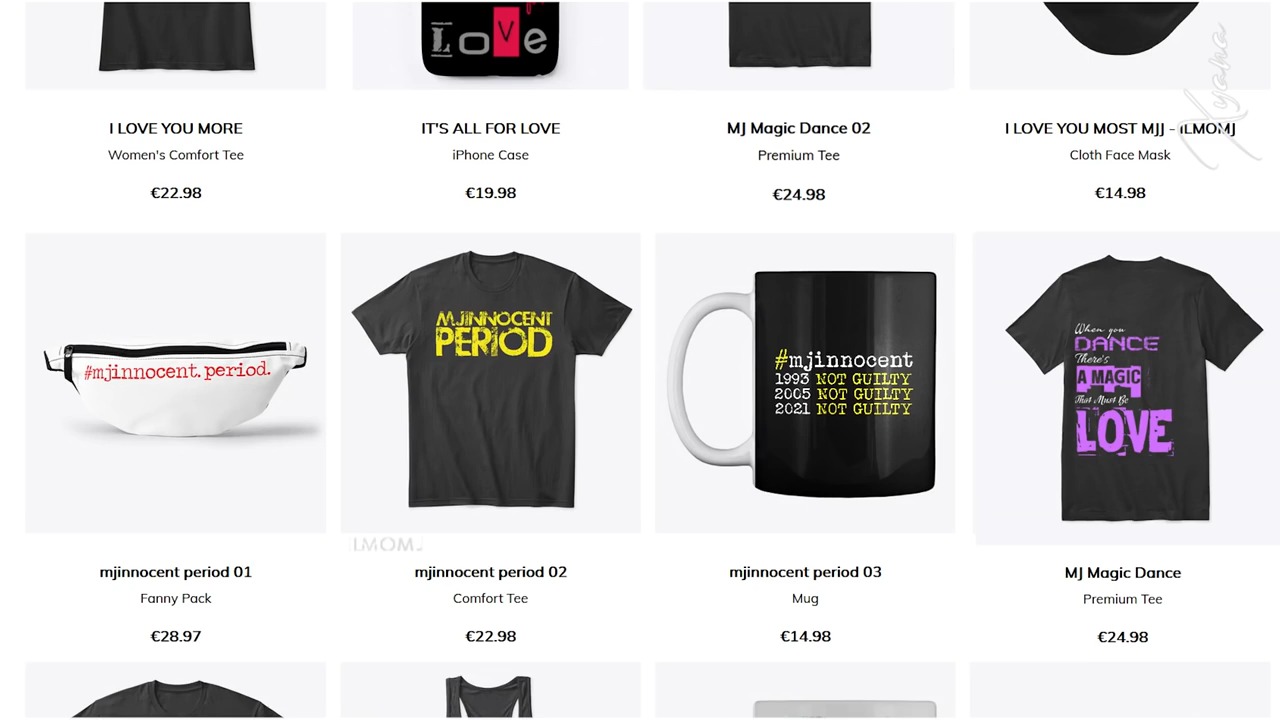 LoVe
I LOVE YOU MORE
Women's Comfort Tee
€22.98
IT'S ALL FOR LOVE
iPhone Case
€19.98
MJ Magic Dance 02
Premium Tee
€24.98
I LOVE YOU MOST MJJ - ILMOMJ
Cloth Face Mask
€14.98
Xyana
#mjinnocent.period.
MJINNOCENT
PERIOD
#mjinnocent
1993 NOT GUILTY
2005 NOT GUILTY
2021 NOT GUILTY
When you
DANCE
There's
A MAGIC
That Must Be
LOVE
LMOMJ
mjinnocent period 01
Fanny Pack
€28.97
mjinnocent period 02
Comfort Tee
€22.98
mjinnocent period 03
Mug
€14.98
MJ Magic Dance
Premium Tee
€24.98